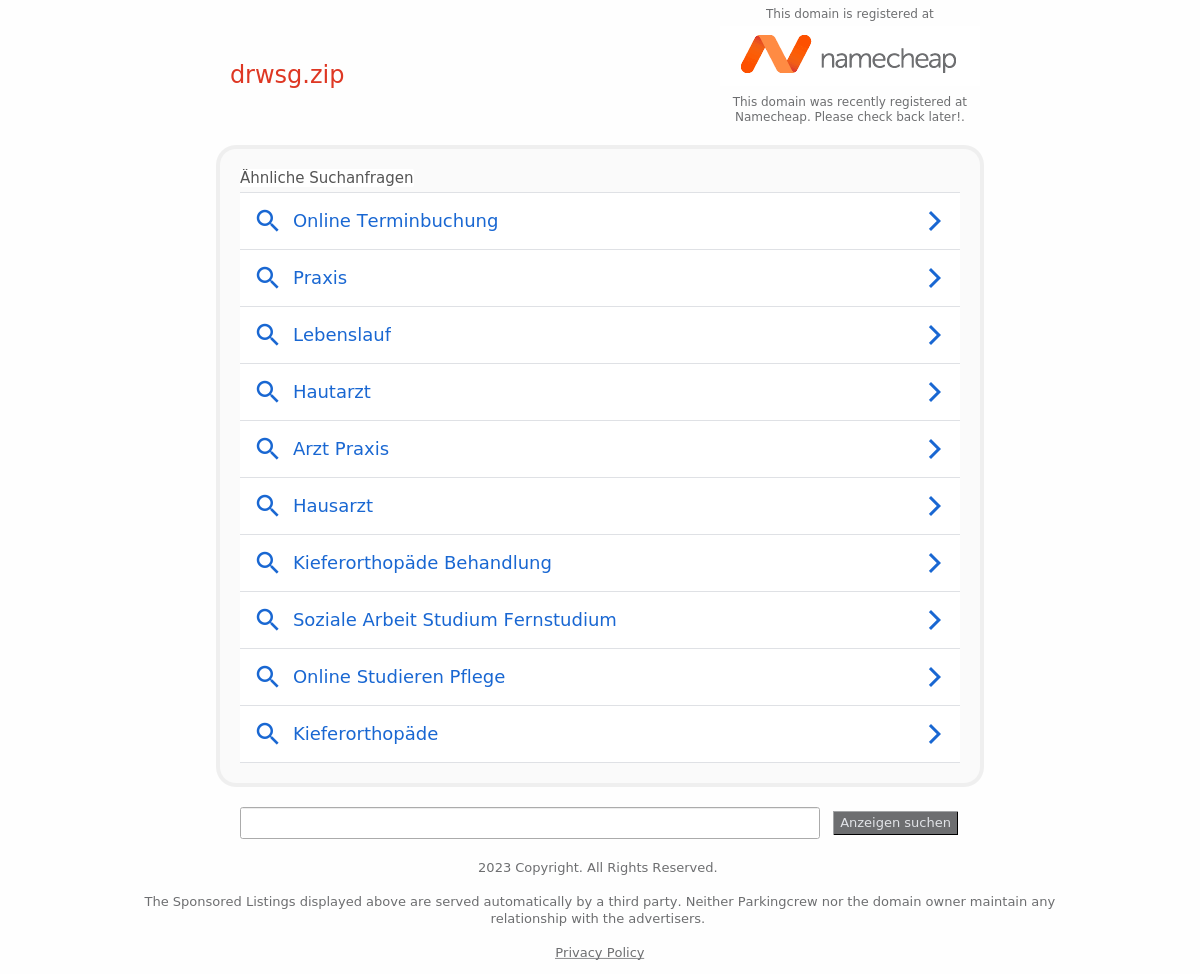 This domain is registered at
namecheap
drwsg.zip
This domain was recently registered at
Namecheap. Please check back later!.
Ähnliche Suchanfragen
Online Terminbuchung
Praxis
Lebenslauf
Hautarzt
Arzt Praxis
Hausarzt
Kieferorthopäde Behandlung
Soziale Arbeit Studium Fernstudium
Online Studieren Pflege
Kieferorthopäde
Anzeigen suchen
2023 Copyright. All Rights Reserved.
The Sponsored Listings displayed above are served automatically by a third party. Neither Parkingcrew nor the domain owner maintain any
relationship with the advertisers.
Privacy Policy